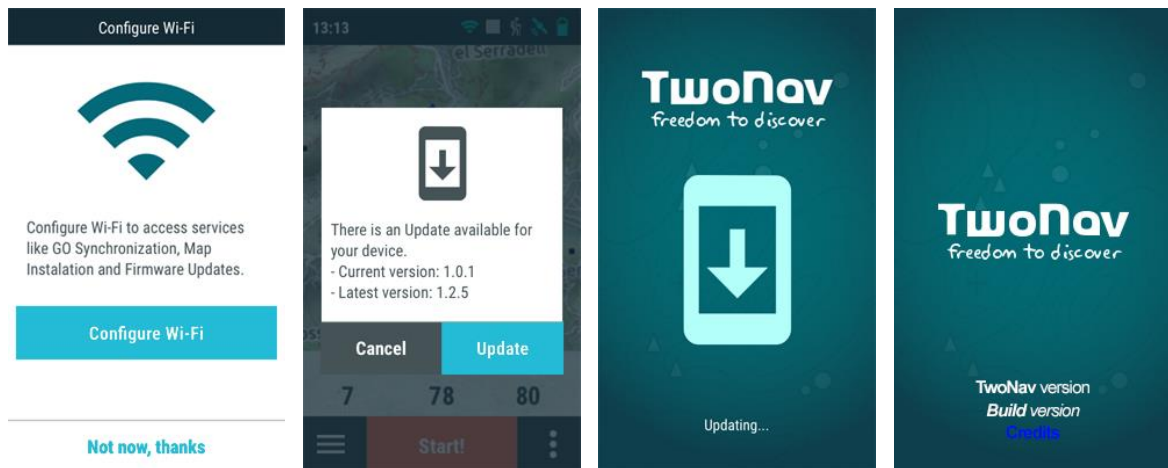 Configure Wi-Fi
Configure Wi-Fi to access services
like GO Synchronization, Map
Instalation and Firmware Updates.
Configure Wi-Fi
Not now, thanks
13:13
el Serradell
There is an Update available for
your device.
- Current version: 1.0.1
- Latest version: 1.2.5
Cancel
Update
7 78 80
Start!
TwoNav
freedom to discover
Updating...
TwoNav
freedom to discover
TwoNav version
Build version
Credits